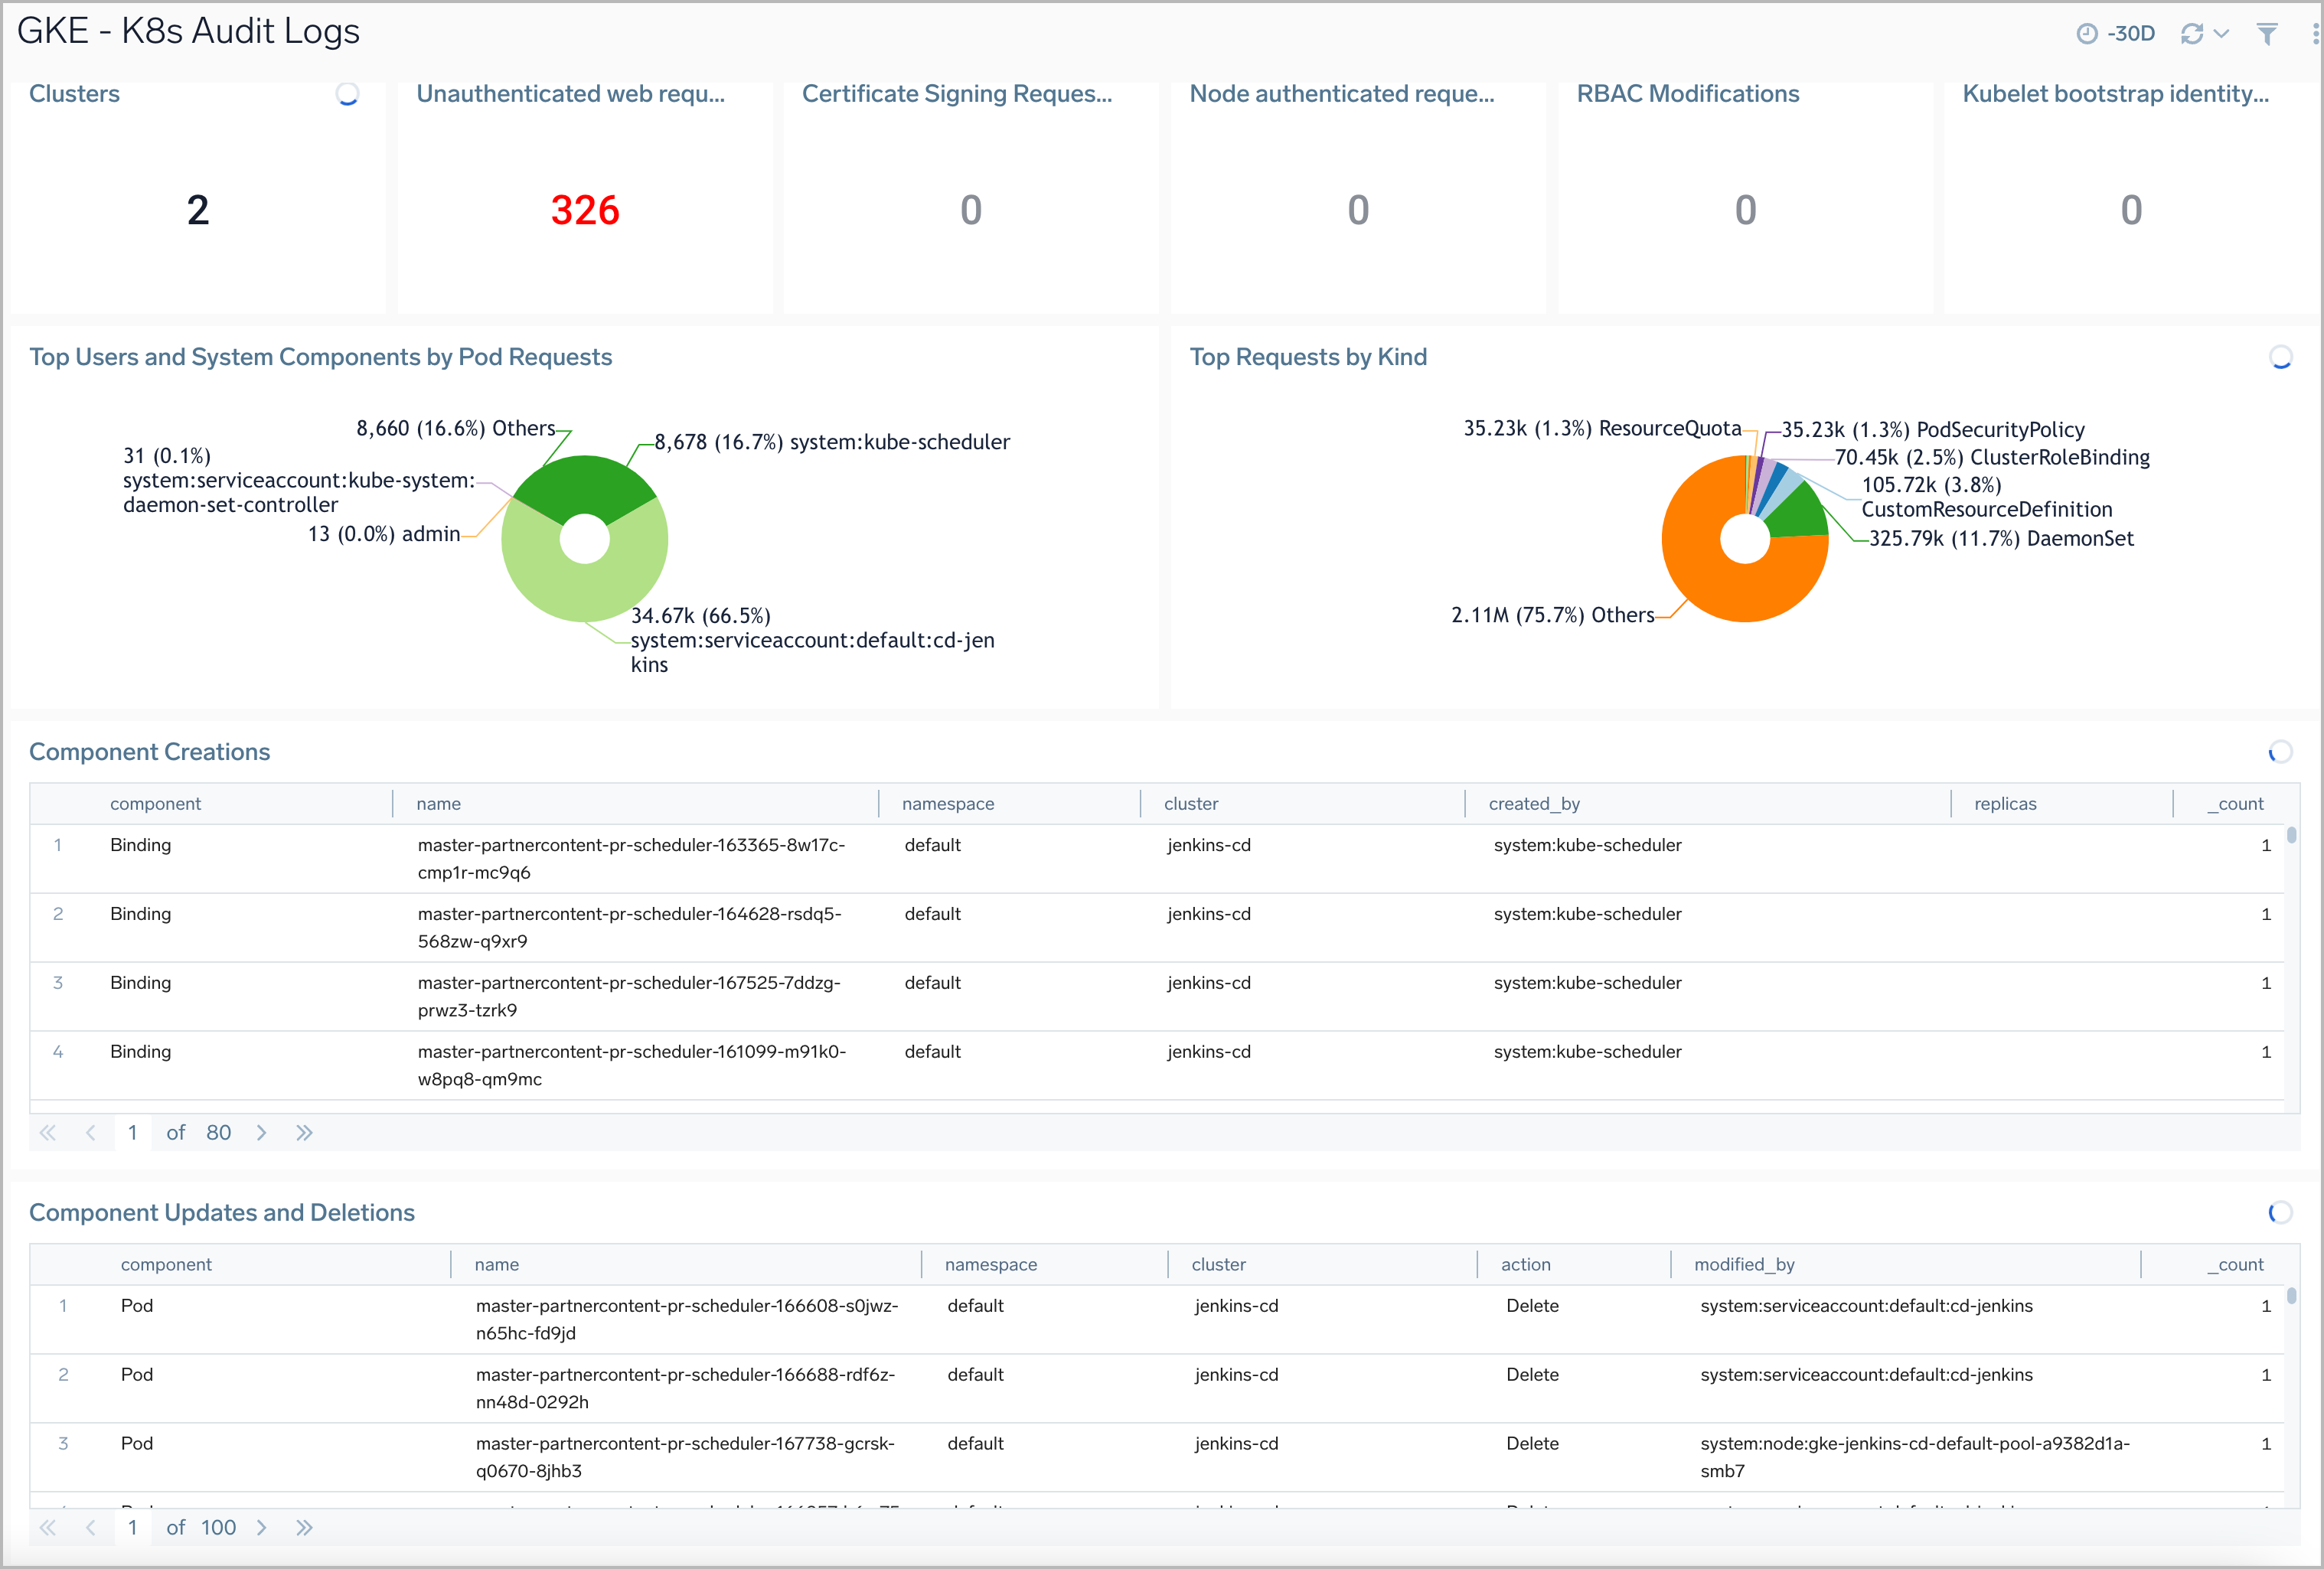 GKE - K8s Audit Logs
-30D
Clusters
Unauthenticated web requ...
Certificate Signing Reques...
Node authenticated reque...
RBAC Modifications
Kubelet bootstrap identity...
2
326
0
0
0
0
Top Users and System Components by Pod Requests
8,660 (16.6%) Others
8,678 (16.7%) system:kube-scheduler
31 (0.1%)
system:serviceaccount:kube-system:
daemon-set-controller
13 (0.0%) admin
34.67k (66.5%)
system:serviceaccount:default:cd-jen
kins
Top Requests by Kind
35.23k (1.3%) ResourceQuota
35.23k (1.3%) PodSecurityPolicy
70.45k (2.5%) ClusterRoleBinding
105.72k (3.8%)
CustomResourceDefinition
325.79k (11.7%) DaemonSet
2.11M (75.7%) Others
Component Creations
component name namespace cluster created_by replicas _count
1 Binding master-partnercontent-pr-scheduler-163365-8w17c- default jenkins-cd system:kube-scheduler 1
cmp1r-mc9q6
2 Binding master-partnercontent-pr-scheduler-164628-rsdq5- default jenkins-cd system:kube-scheduler 1
568zw-q9xr9
3 Binding master-partnercontent-pr-scheduler-167525-7ddzg- default jenkins-cd system:kube-scheduler 1
prwz3-tzrk9
4 Binding master-partnercontent-pr-scheduler-161099-m91k0- default jenkins-cd system:kube-scheduler 1
w8pq8-qm9mc
1 of 80
Component Updates and Deletions
component name namespace cluster action modified_by _count
1 Pod master-partnercontent-pr-scheduler-166608-s0jwz- default jenkins-cd Delete system:serviceaccount:default:cd-jenkins 1
n65hc-fd9jd
2 Pod master-partnercontent-pr-scheduler-166688-rdf6z- default jenkins-cd Delete system:serviceaccount:default:cd-jenkins 1
nn48d-0292h
3 Pod master-partnercontent-pr-scheduler-167738-gcrsk- default jenkins-cd Delete system:node:gke-jenkins-cd-default-pool-a9382d1a- 1
q0670-8jhb3 smb7
1 of 100